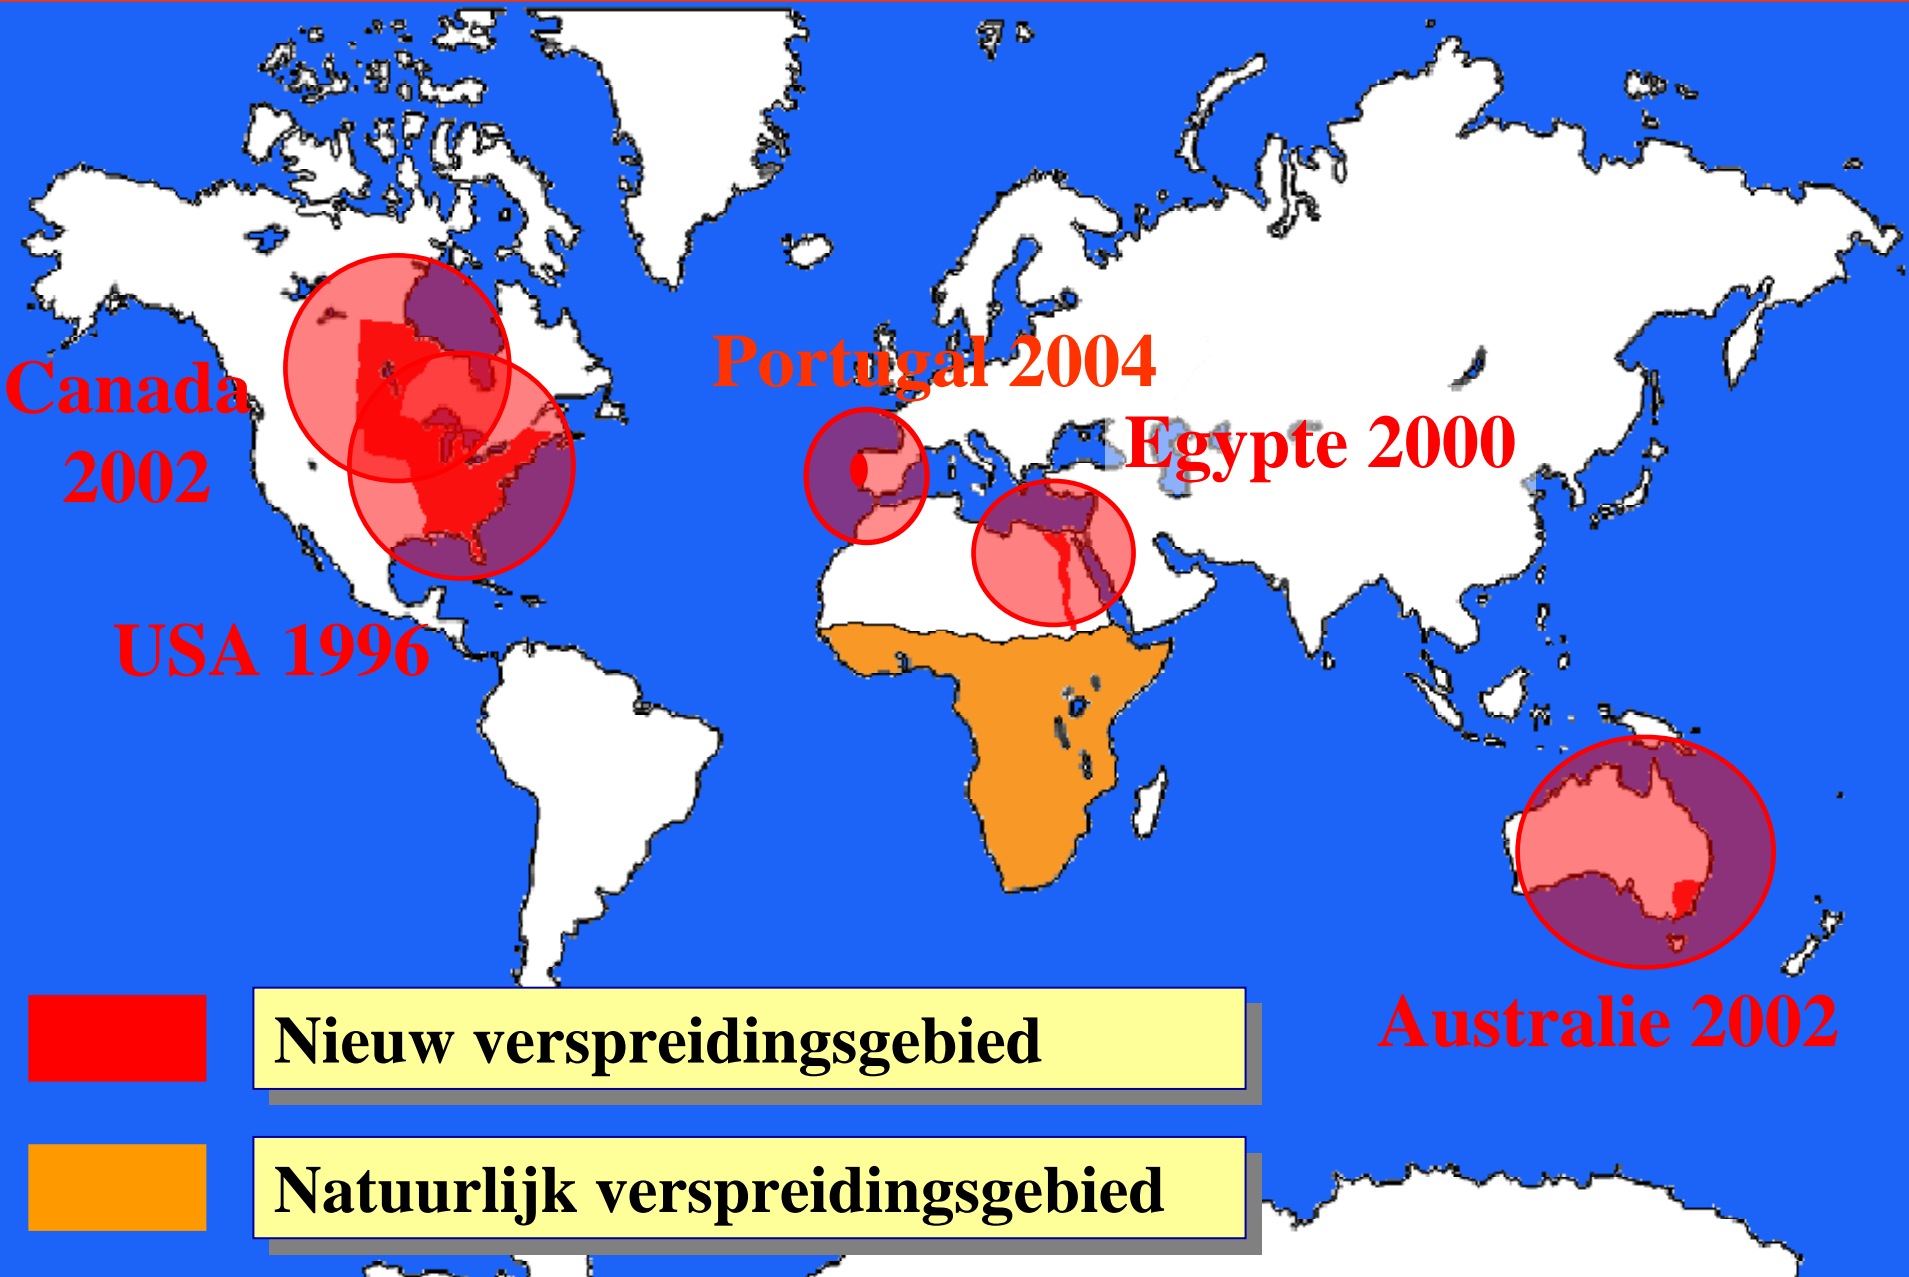 Portugal 2004
Canada
2002
Egypte 2000
USA 1996
Australie 2002
Nieuw verspreidingsgebied
Natuurlijk verspreidingsgebied